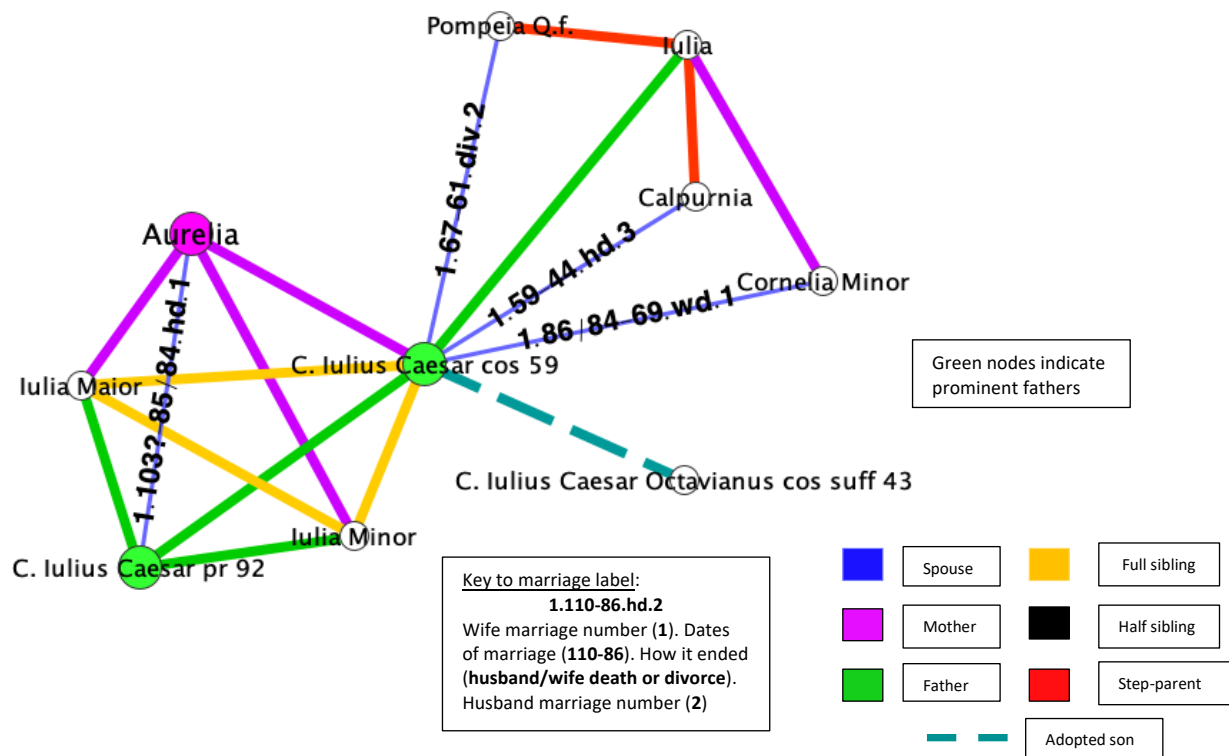 Pompeia Q.f.
Iulia
1.67-61.div.2
Calpurnia
Aurelia
1.59-44.hd.3
Cornelia Minor
1.86/84-69.wd.1
1.103?-85/84.hd.1
C. Iulius Caesar cos 59
Iulia Maior
Green nodes indicate
prominent fathers
C. Iulius Caesar Octavianus cos suff 43
Iulia Minor
C. Iulius Caesar pr 92
Key to marriage label:
1.110-86.hd.2
Wife marriage number (1). Dates
of marriage (110-86). How it ended
(husband/wife death or divorce).
Husband marriage number (2)
Spouse
Full sibling
Mother
Half sibling
Father
Step-parent
Adopted son